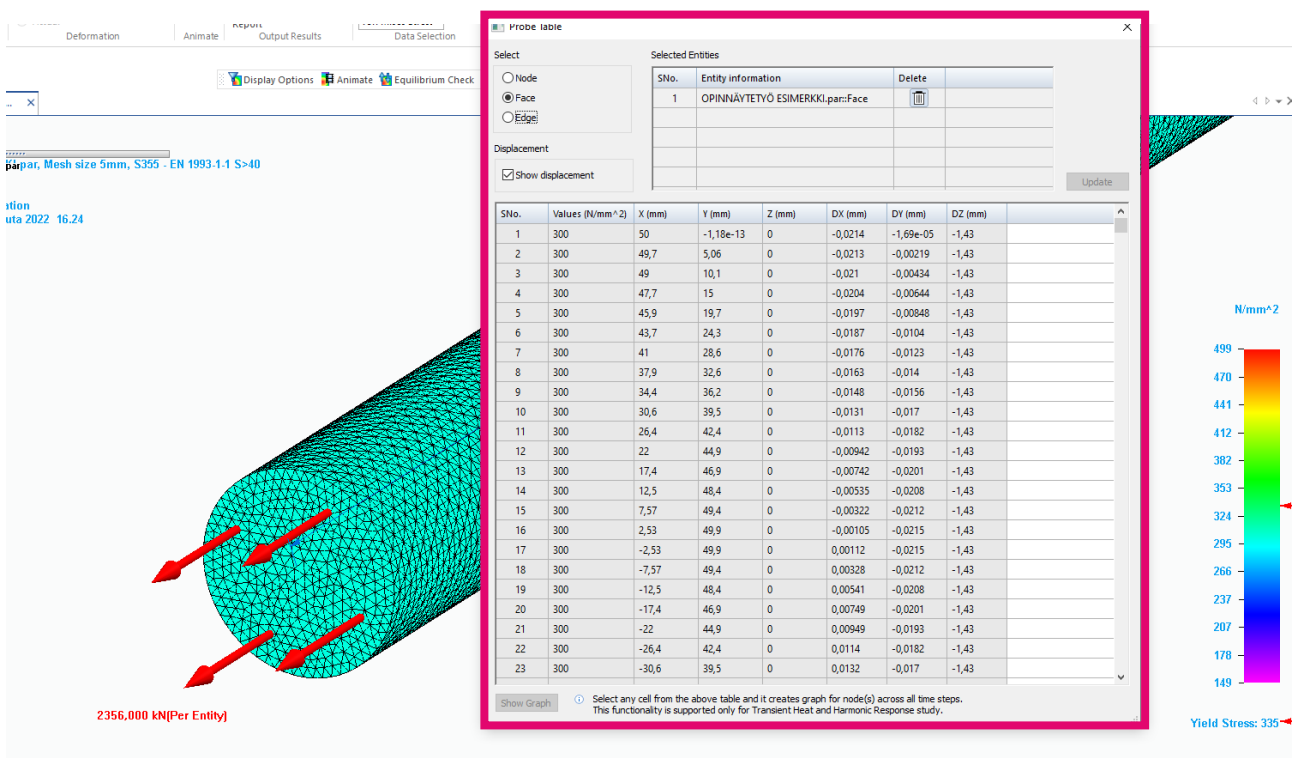 Report
Deformation Animate Output Results Data Selection
Display Options Animate Equilibrium Check
par, Mesh size 5mm, S355 - EN 1993-1-1 S>40
uta 2022 16.24
2356,000 kN(Per Entity)
Probe Table
Select
Node
Face
Edge
Displacement
Show displacement
Selected Entities
SNo. Entity information Delete
1 OPINNÄYTETYÖ ESIMERKKI.par::Face
Update
SNo. Values (N/mm^2) X (mm) Y (mm) Z (mm) DX (mm) DY (mm) DZ (mm)
1 300 50 -1,18e-13 0 -0,0214 -1,69e-05 -1,43
2 300 49,7 5,06 0 -0,0213 -0,00219 -1,43
3 300 49 10,1 0 -0,021 -0,00434 -1,43
4 300 47,7 15 0 -0,0204 -0,00644 -1,43
5 300 45,9 19,7 0 -0,0197 -0,00848 -1,43
6 300 43,7 24,3 0 -0,0187 -0,0104 -1,43
7 300 41 28,6 0 -0,0176 -0,0123 -1,43
8 300 37,9 32,6 0 -0,0163 -0,014 -1,43
9 300 34,4 36,2 0 -0,0148 -0,0156 -1,43
10 300 30,6 39,5 0 -0,0131 -0,017 -1,43
11 300 26,4 42,4 0 -0,0113 -0,0182 -1,43
12 300 22 44,9 0 -0,00942 -0,0193 -1,43
13 300 17,4 46,9 0 -0,00742 -0,0201 -1,43
14 300 12,5 48,4 0 -0,00535 -0,0208 -1,43
15 300 7,57 49,4 0 -0,00322 -0,0212 -1,43
16 300 2,53 49,9 0 -0,00105 -0,0215 -1,43
17 300 -2,53 49,9 0 0,00112 -0,0215 -1,43
18 300 -7,57 49,4 0 0,00328 -0,0212 -1,43
19 300 -12,5 48,4 0 0,00541 -0,0208 -1,43
20 300 -17,4 46,9 0 0,00749 -0,0201 -1,43
21 300 -22 44,9 0 0,00949 -0,0193 -1,43
22 300 -26,4 42,4 0 0,0114 -0,0182 -1,43
23 300 -30,6 39,5 0 0,0132 -0,017 -1,43
Show Graph
Select any cell from the above table and it creates graph for node(s) across all time steps.
This functionality is supported only for Transient Heat and Harmonic Response study.
N/mm^2
499
470
441
412
382
353
324
295
266
237
207
178
149
Yield Stress: 335